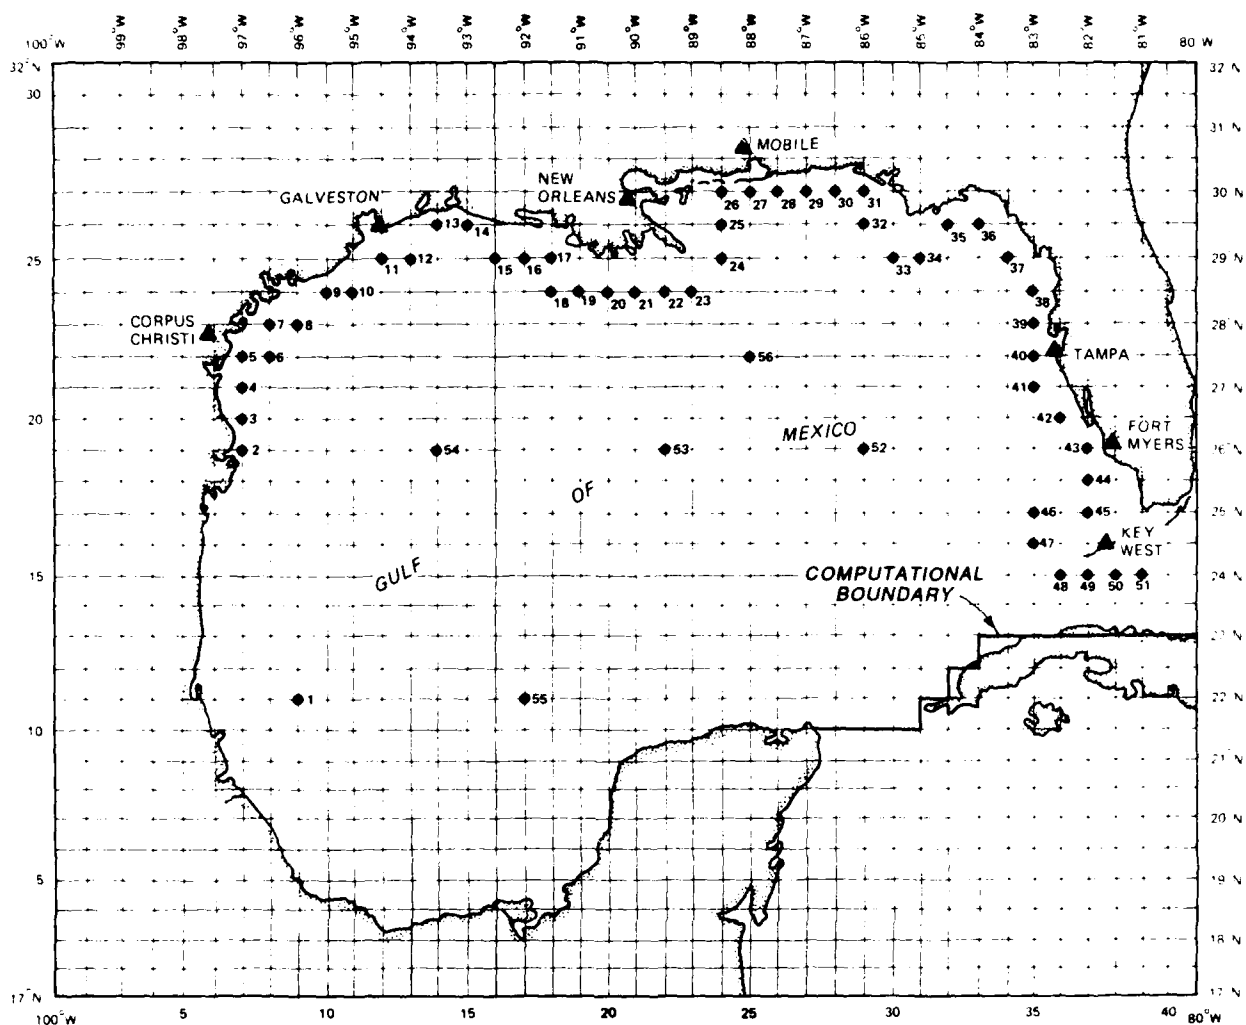 100°W 99°W 98°W 97°W 96°W 95°W 94°W 93°W 92°W 91°W 90°W 89°W 88°W 87°W 86°W 85°W 84°W 83°W 82°W 81°W 80 W
32°N 32 N
30 31 N
MOBILE
NEW
ORLEANS
GALVESTON
26 27 28 29 30 31 30 N
13 14 25 32 35 36
25 11 12 15 16 17 24 33 34 37 29 N
9 10 18 19 20 21 22 23 38
CORPUS
CHRISTI
7 8 39 28 N
5 6 56 40 TAMPA
4 41 27 N
20 3 42
MEXICO
FORT
MYERS
2 54 53 52 43 26 N
44
OF
46 45 25 N
47
KEY
WEST
GULF
15 48 49 50 51 24 N
COMPUTATIONAL
BOUNDARY
23 N
1 55 22 N
10 21 N
20 N
5 19 N
18 N
17°N 17 N
100°W 5 10 15 20 25 30 35 40 80°W